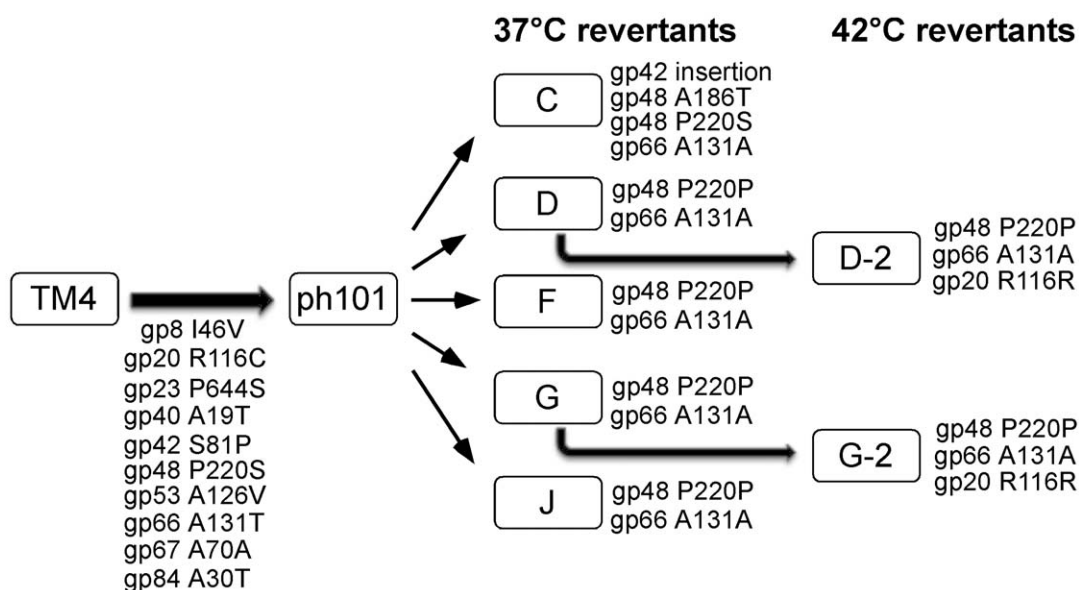 37°C revertants
42°C revertants
C
gp42 insertion
gp48 A186T
gp48 P220S
gp66 A131A
D
gp48 P220P
gp66 A131A
D-2
gp48 P220P
gp66 A131A
gp20 R116R
TM4
ph101
F
gp48 P220P
gp66 A131A
gp8 I46V
gp20 R116C
gp23 P644S
gp40 A19T
gp42 S81P
gp48 P220S
gp53 A126V
gp66 A131T
gp67 A70A
gp84 A30T
G
gp48 P220P
gp66 A131A
G-2
gp48 P220P
gp66 A131A
gp20 R116R
J
gp48 P220P
gp66 A131A